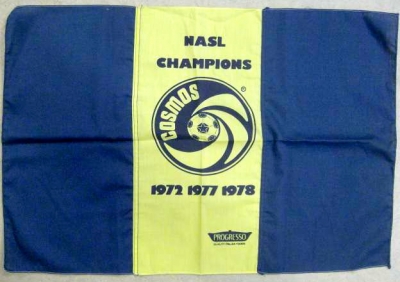 NASL
CHAMPIONS
COSMOS
®
1972 1977 1978
PROGRESSO